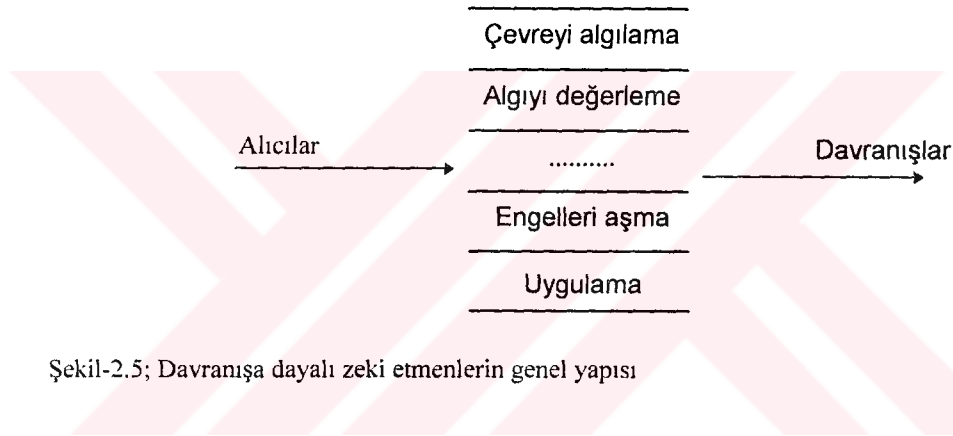 Çevreyi algılama
Algıyı değerleme
Alıcılar
..........
Davranışlar
Engelleri aşma
Uygulama
Şekil-2.5; Davranışa dayalı zeki etmenlerin genel yapısı